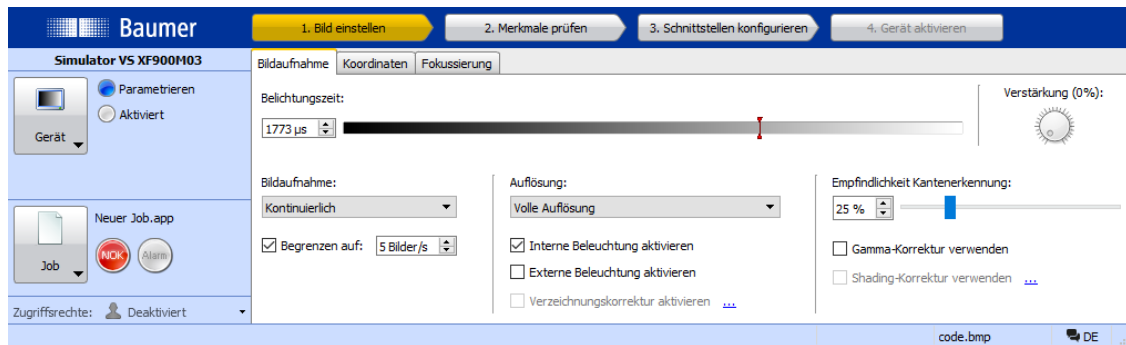 Baumer
1. Bild einstellen
2. Merkmale prüfen
3. Schnittstellen konfigurieren
4. Gerät aktivieren
Simulator VS XF900M03
Gerät
Parametrieren
Aktiviert
Job
Neuer Job.app
NOK
Alarm
Zugriffsrechte: Deaktiviert
Bildaufnahme Koordinaten Fokussierung
Belichtungszeit:
1773 µs
Verstärkung (0%):
Bildaufnahme:
Kontinuierlich
Begrenzen auf: 5 Bilder/s
Auflösung:
Volle Auflösung
Interne Beleuchtung aktivieren
Externe Beleuchtung aktivieren
Verzeichnungskorrektur aktivieren ...
Empfindlichkeit Kantenerkennung:
25 %
Gamma-Korrektur verwenden
Shading-Korrektur verwenden ...
code.bmp
DE